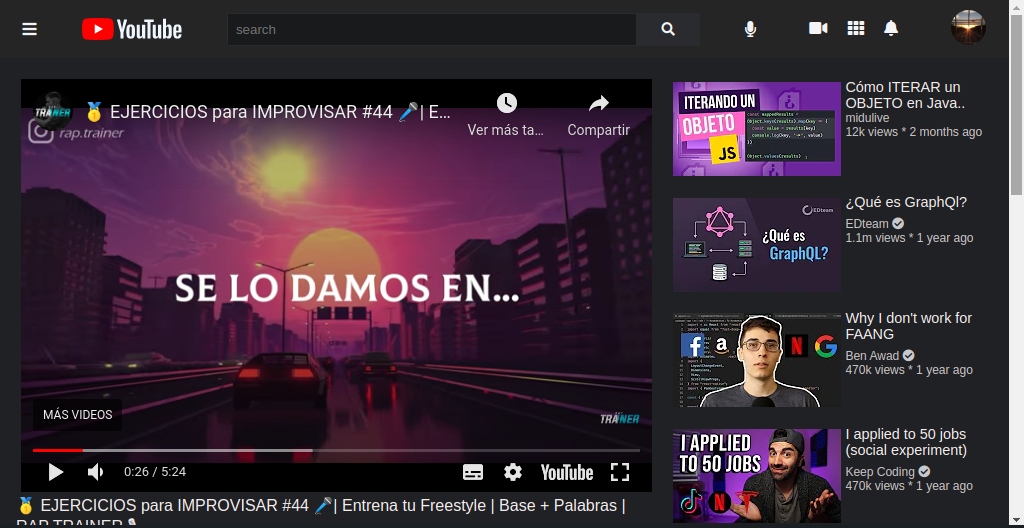 YouTube
search
TRAINER
🥇 EJERCICIOS para IMPROVISAR #44 🎤| E...
rap.trainer
Ver más ta...
Compartir
SE LO DAMOS EN...
MÁS VIDEOS
TRAINER
0:26 / 5:24
YouTube
🥇 EJERCICIOS para IMPROVISAR #44 🎤| Entrena tu Freestyle | Base + Palabras |
RAP TRAINER 🎙
ITERANDO UN
OBJETO
JS
Cómo ITERAR un
OBJETO en Java..
midulive
12k views * 2 months ago
EDteam
¿Qué es
GraphQL?
¿Qué es GraphQl?
EDteam
1.1m views * 1 year ago
Why I don't work for
FAANG
Ben Awad
470k views * 1 year ago
I APPLIED
TO 50 JOBS
I applied to 50 jobs
(social experiment)
Keep Coding
470k views * 1 year ago